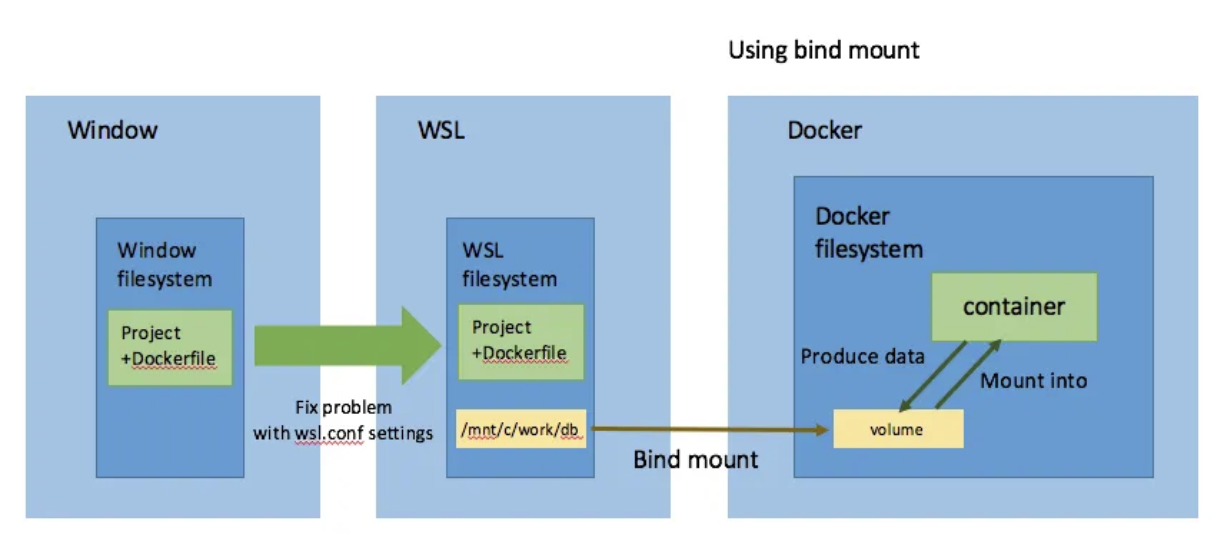 Using bind mount
Window
WSL
Docker
Window
filesystem
Project
+Dockerfile
Fix problem
with wsl.conf settings
WSL
filesystem
Project
+Dockerfile
/mnt/c/work/db
Bind mount
Docker
filesystem
container
Produce data
Mount into
volume